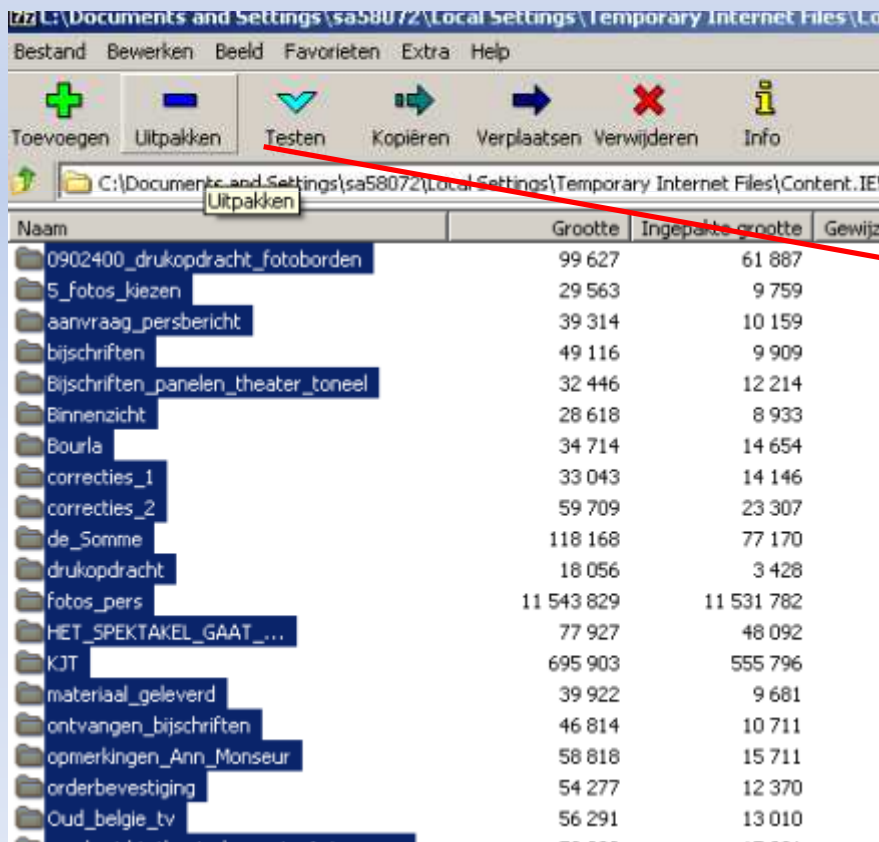 C:\Documents and Settings\sa58072\Local Settings\Temporary Internet Files\Co
Bestand Bewerken Beeld Favorieten Extra Help
Toevoegen Uitpakken Testen Kopiëren Verplaatsen Verwijderen Info
C:\Documents and Settings\sa58072\Local Settings\Temporary Internet Files\Content.IE
Uitpakken
Naam Grootte Ingepakte grootte Gewijz
0902400_drukopdracht_fotoborden 99 627 61 887
5_fotos_kiezen 29 563 9 759
aanvraag_persbericht 39 314 10 159
bijschriften 49 116 9 909
Bijschriften_panelen_theater_toneel 32 446 12 214
Binnenzicht 28 618 8 933
Bourla 34 714 14 654
correcties_1 33 043 14 146
correcties_2 59 709 23 307
de_Somme 118 168 77 170
drukopdracht 18 056 3 428
fotos_pers 11 543 829 11 531 782
HET_SPEKTAKEL_GAAT_... 77 927 48 092
KJT 695 903 555 796
materiaal_geleverd 39 922 9 681
ontvangen_bijschriften 46 814 10 711
opmerkingen_Ann_Monseur 58 818 15 711
orderbevestiging 54 277 12 370
Oud_belgie_tv 56 291 13 010